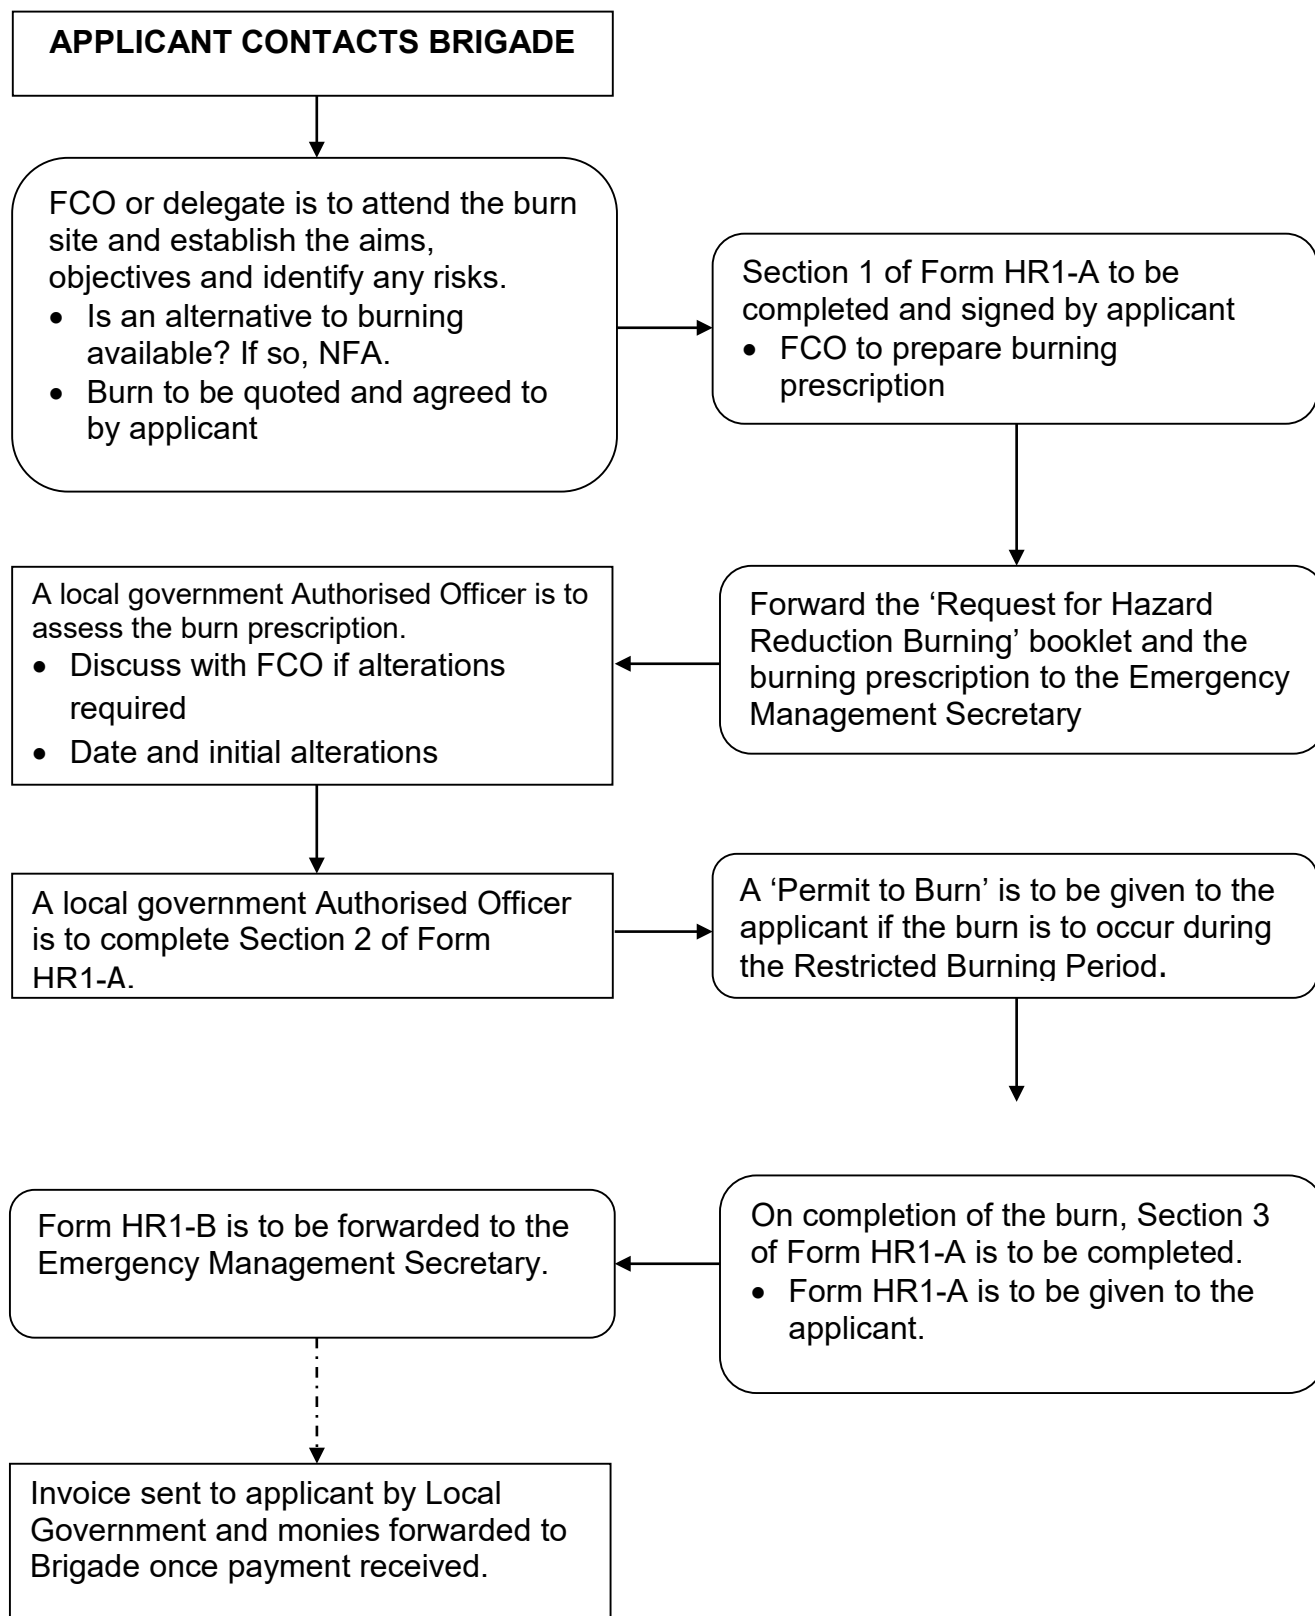 APPLICANT CONTACTS BRIGADE
FCO or delegate is to attend the burn
site and establish the aims,
objectives and identify any risks.
• Is an alternative to burning
available? If so, NFA.
• Burn to be quoted and agreed to
by applicant
Section 1 of Form HR1-A to be
completed and signed by applicant
• FCO to prepare burning
prescription
Forward the ‘Request for Hazard
Reduction Burning’ booklet and the
burning prescription to the Emergency
Management Secretary
A local government Authorised Officer is to
assess the burn prescription.
• Discuss with FCO if alterations
required
• Date and initial alterations
A local government Authorised Officer
is to complete Section 2 of Form
HR1-A.
A ‘Permit to Burn’ is to be given to the
applicant if the burn is to occur during
the Restricted Burning Period.
On completion of the burn, Section 3
of Form HR1-A is to be completed.
• Form HR1-A is to be given to the
applicant.
Form HR1-B is to be forwarded to the
Emergency Management Secretary.
Invoice sent to applicant by Local
Government and monies forwarded to
Brigade once payment received.